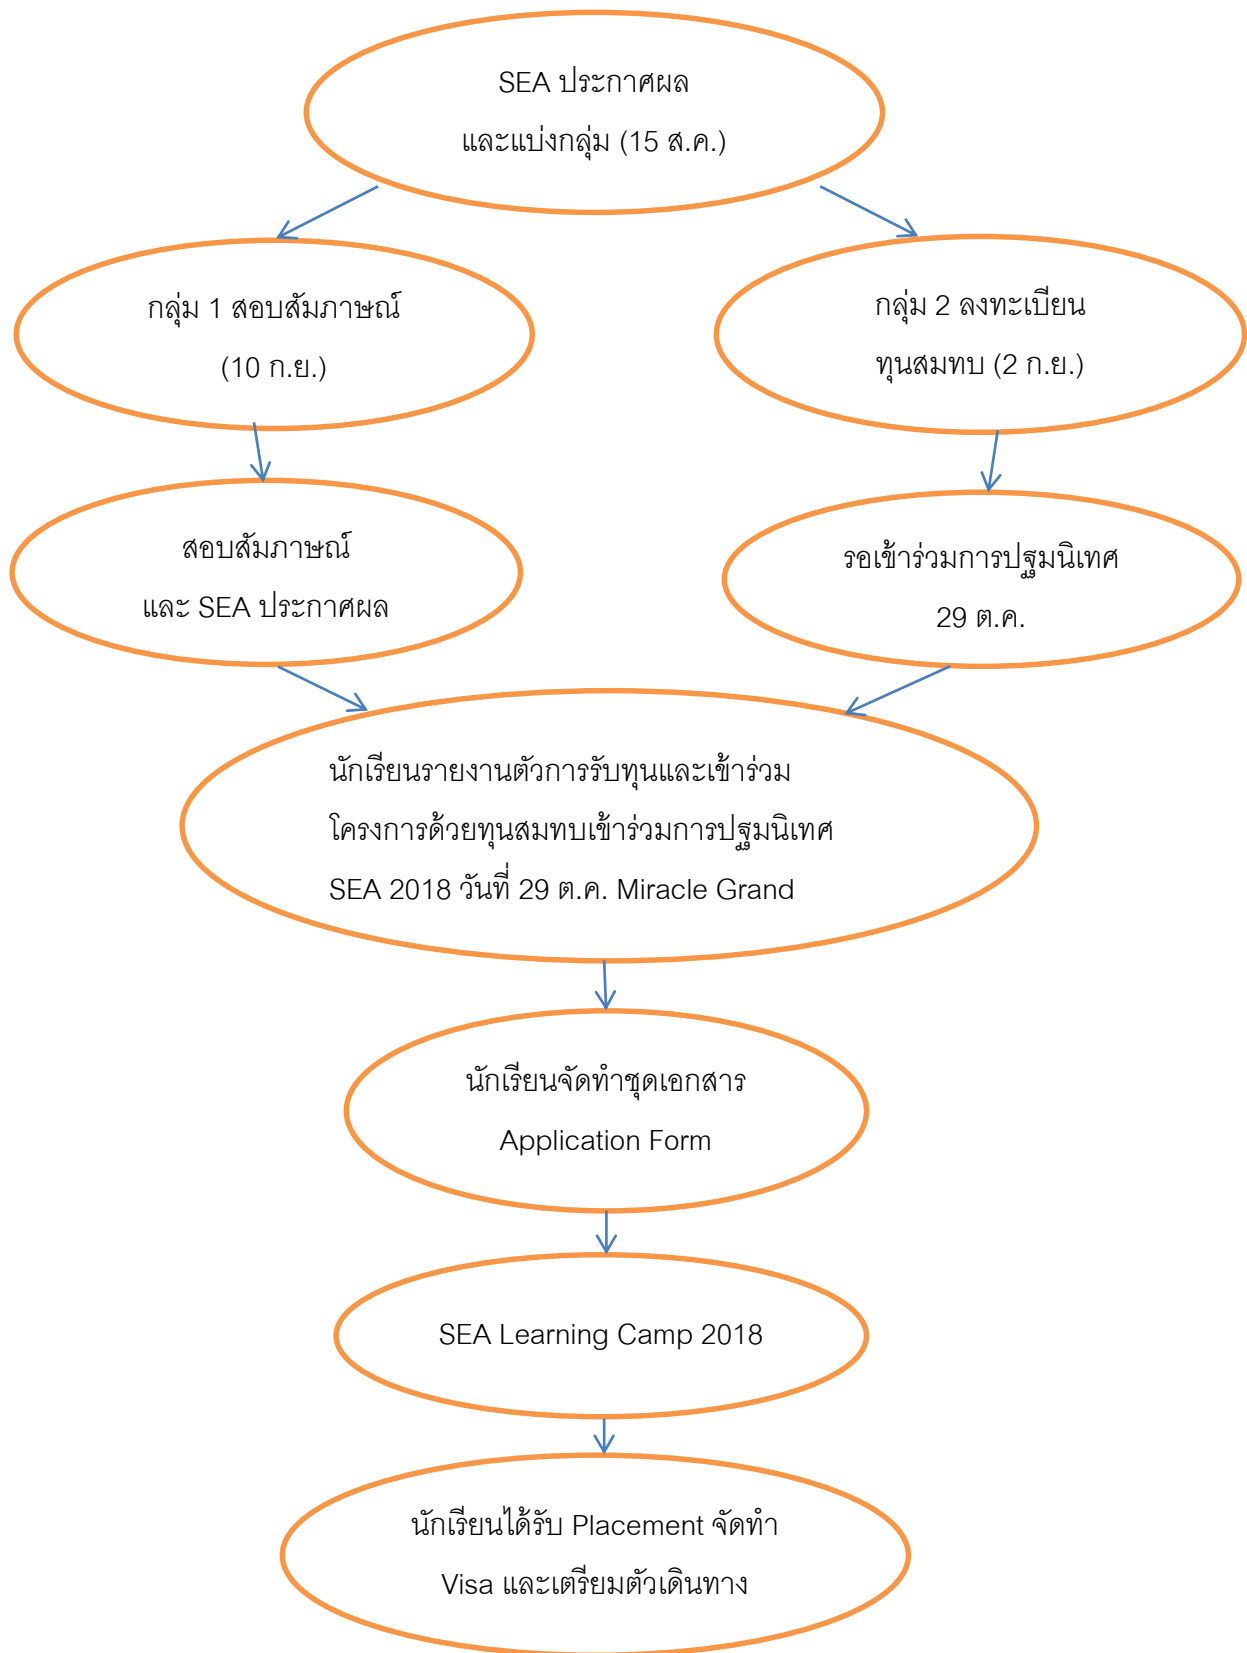 SEA ประกาศผล
และแบ่งกลุ่ม (15 ส.ค.)
กลุ่ม 1 สอบสัมภาษณ์
(10 ก.ย.)
กลุ่ม 2 ลงทะเบียน
ทุนสมทบ (2 ก.ย.)
สอบสัมภาษณ์
และ SEA ประกาศผล
รอเข้าร่วมการปฐมนิเทศ
29 ต.ค.
นักเรียนรายงานตัวการรับทุนและเข้าร่วม
โครงการด้วยทุนสมทบเข้าร่วมการปฐมนิเทศ
SEA 2018 วันที่ 29 ต.ค. Miracle Grand
นักเรียนจัดทำชุดเอกสาร
Application Form
SEA Learning Camp 2018
นักเรียนได้รับ Placement จัดทำ
Visa และเตรียมตัวเดินทาง